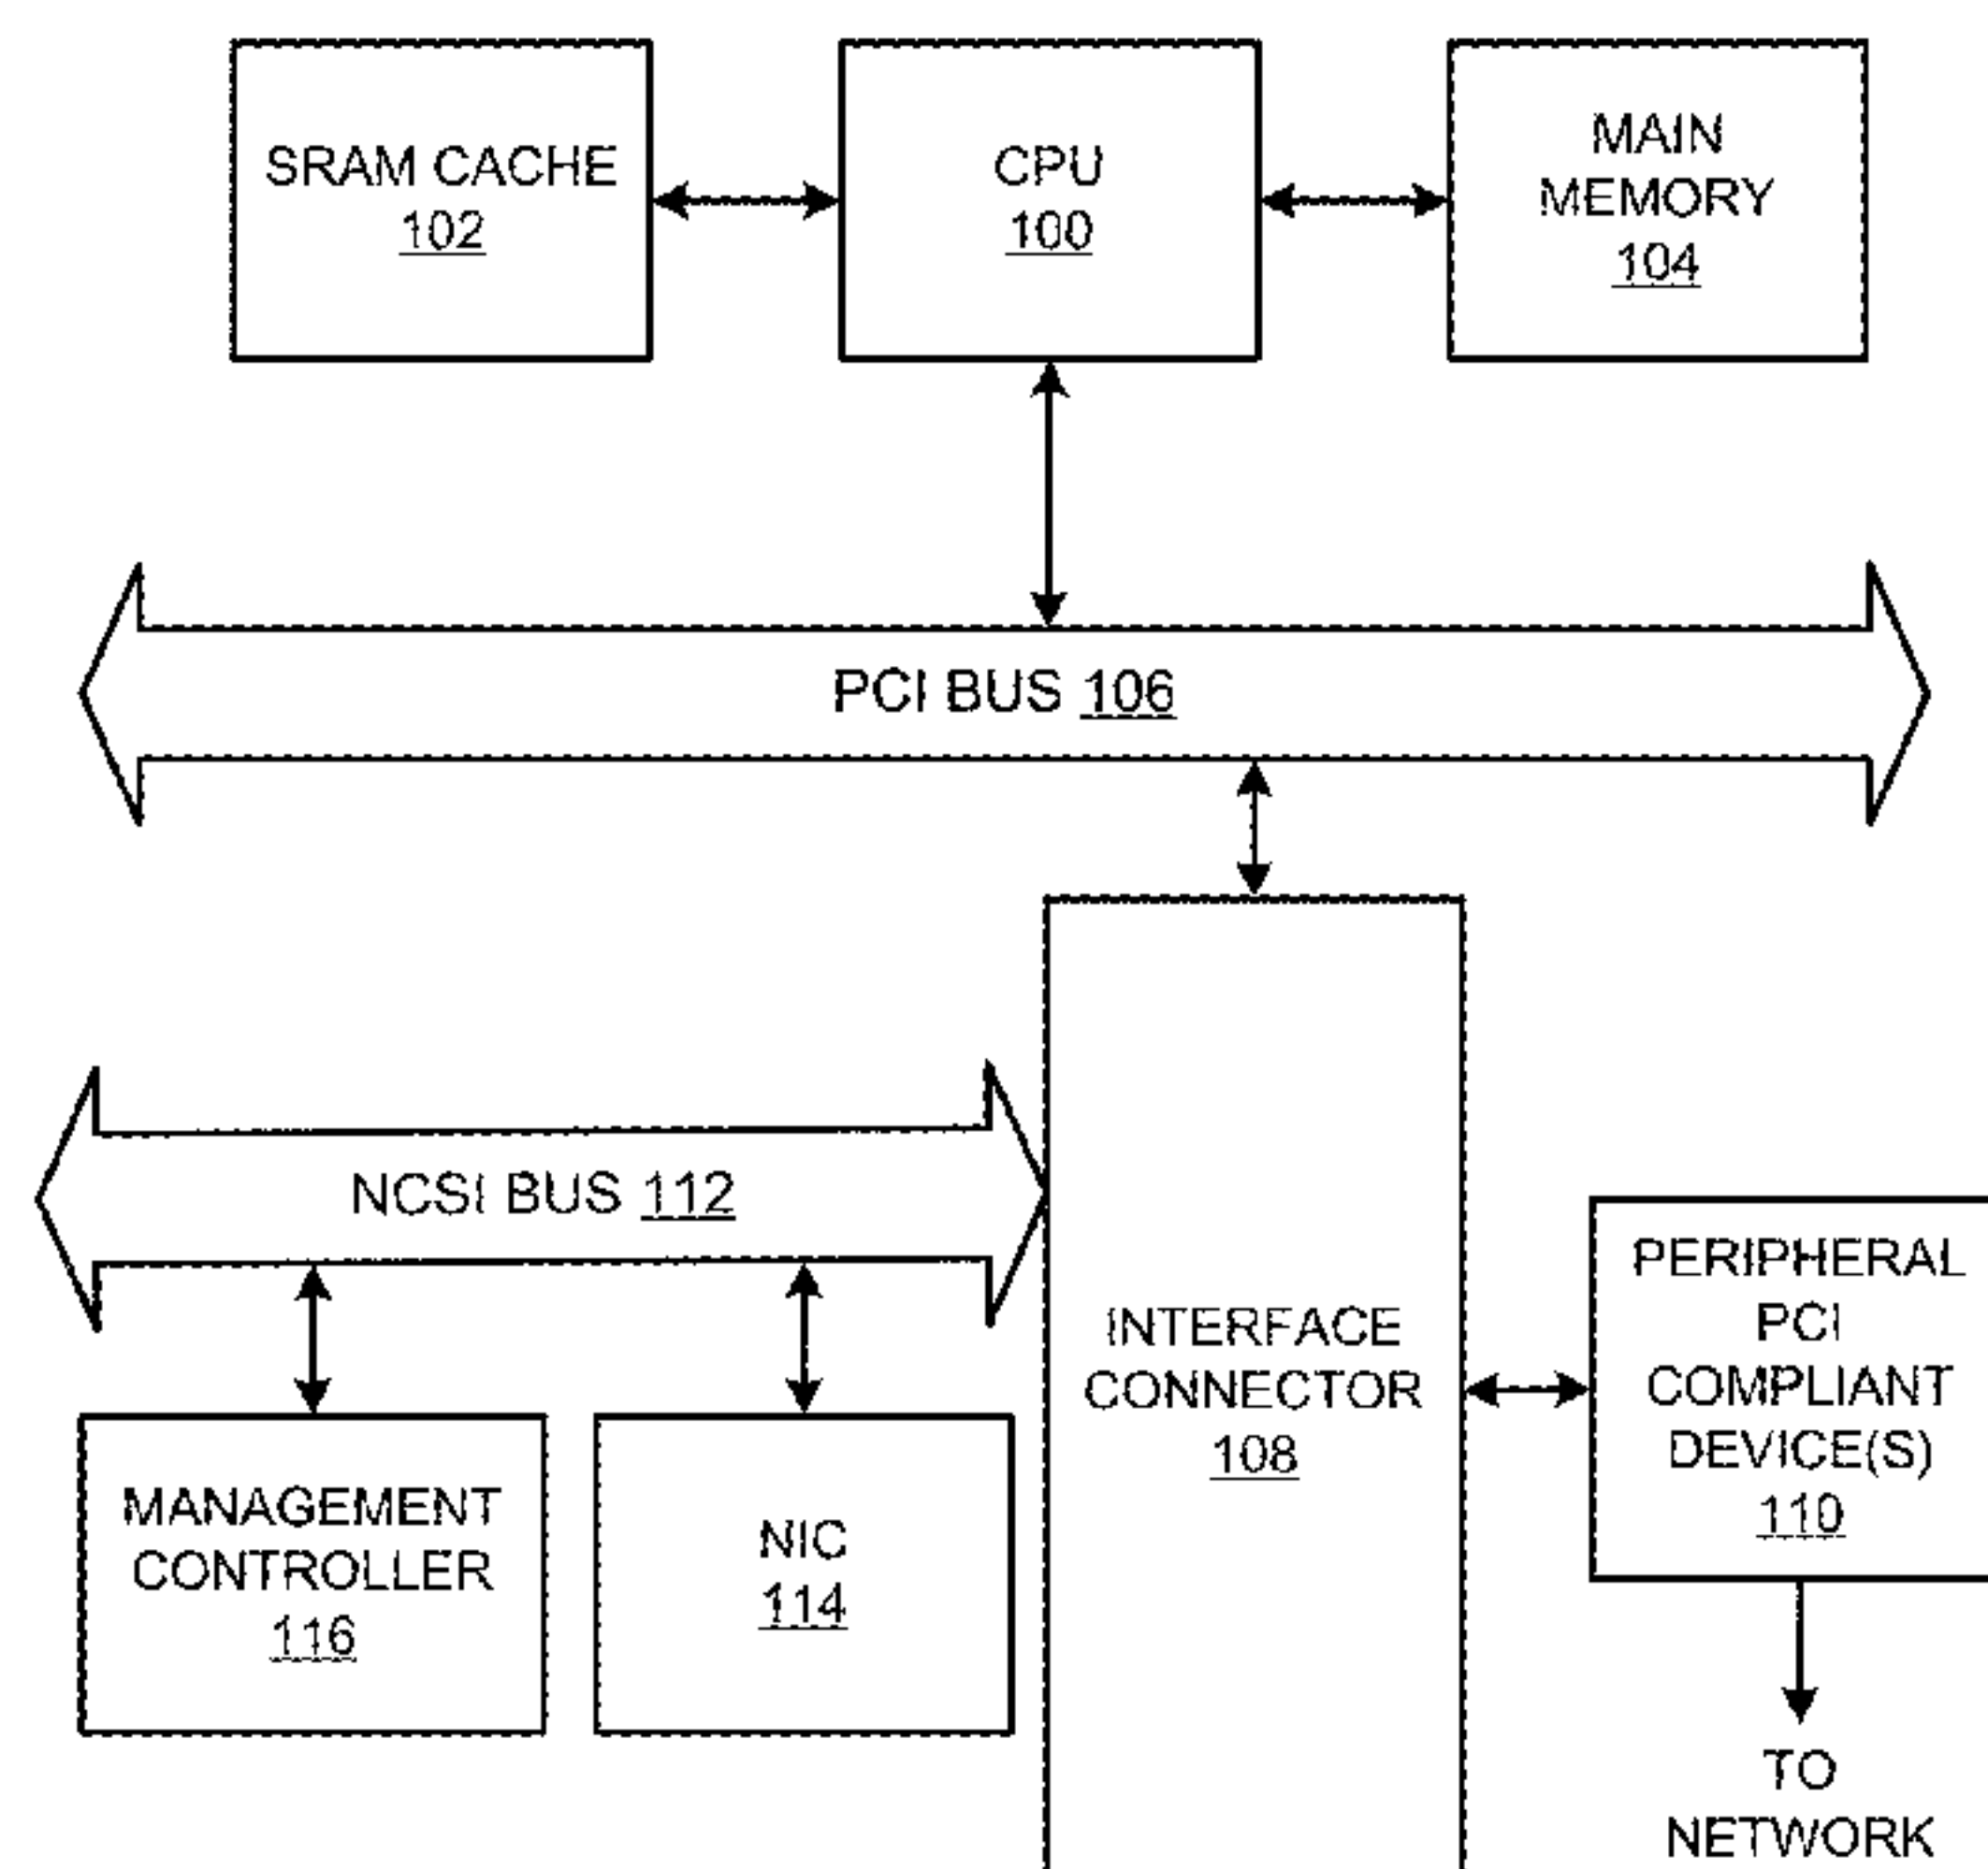 SRAM CACHE
102
CPU
100
MAIN
MEMORY
104
PCI BUS 106
NCSI BUS 112
INTERFACE
CONNECTOR
108
PERIPHERAL
PCI
COMPLIANT
DEVICE(S)
110
MANAGEMENT
CONTROLLER
116
NIC
114
TO
NETWORK